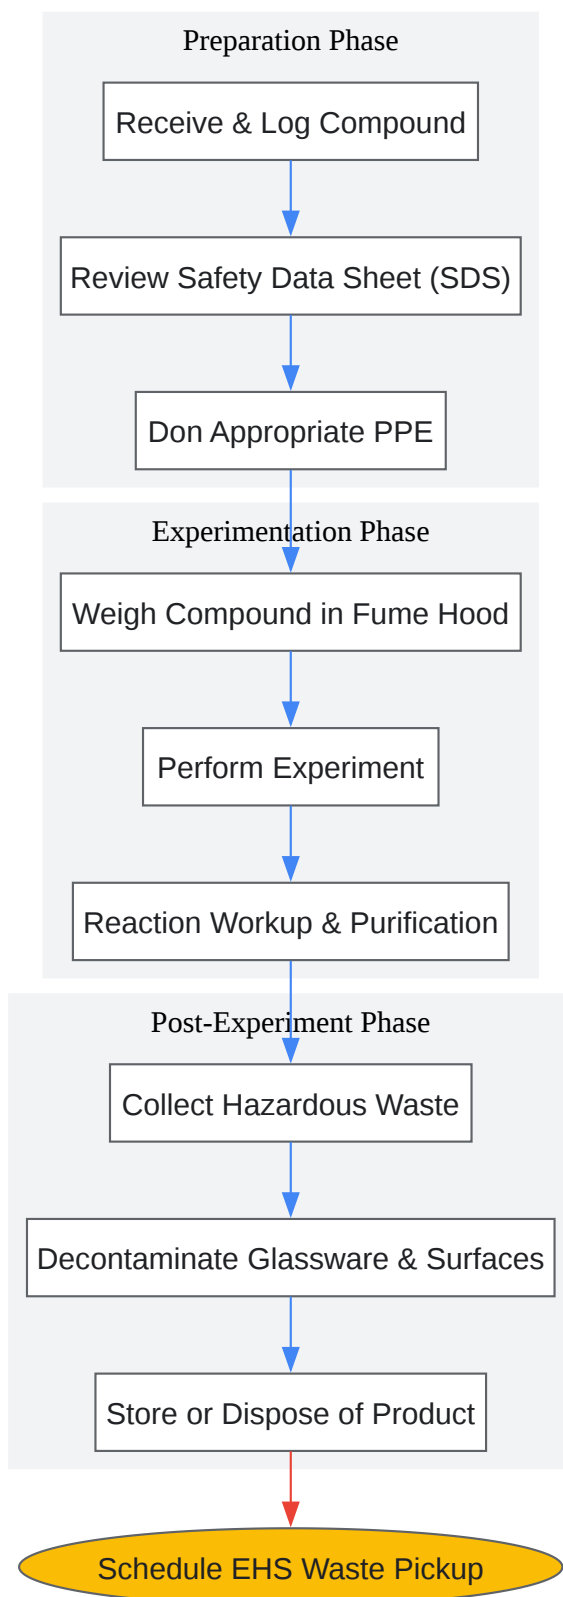 Preparation Phase
Receive & Log Compound
Review Safety Data Sheet (SDS)
Don Appropriate PPE
Experimentation Phase
Weigh Compound in Fume Hood
Perform Experiment
Reaction Workup & Purification
Post-Experiment Phase
Collect Hazardous Waste
Decontaminate Glassware & Surfaces
Store or Dispose of Product
Schedule EHS Waste Pickup